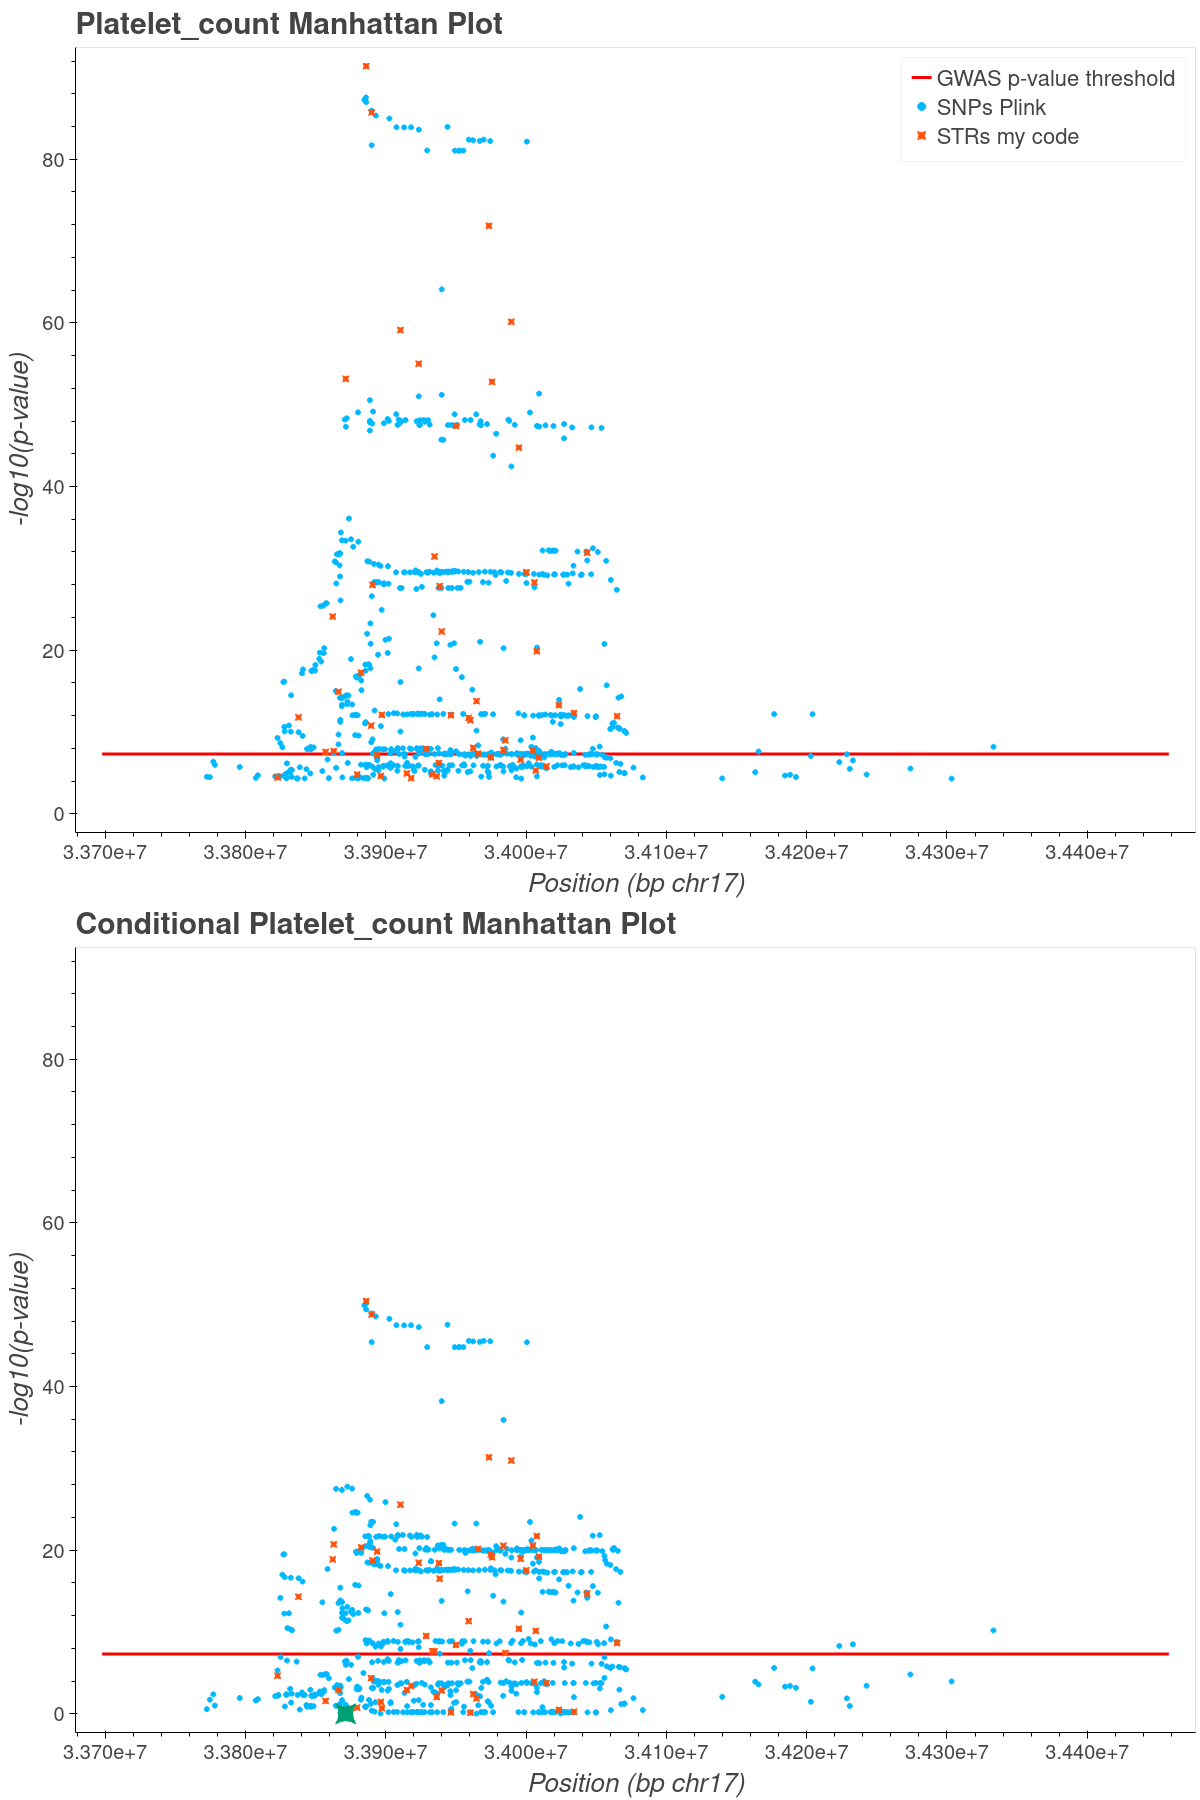 Platelet_count Manhattan Plot
GWAS p-value threshold
SNPs Plink
STRs my code
80
60
40
20
0
-log10(p-value)
3.370e+7 3.380e+7 3.390e+7 3.400e+7 3.410e+7 3.420e+7 3.430e+7 3.440e+7
Position (bp chr17)
Conditional Platelet_count Manhattan Plot
80
60
40
20
0
-log10(p-value)
3.370e+7 3.380e+7 3.390e+7 3.400e+7 3.410e+7 3.420e+7 3.430e+7 3.440e+7
Position (bp chr17)